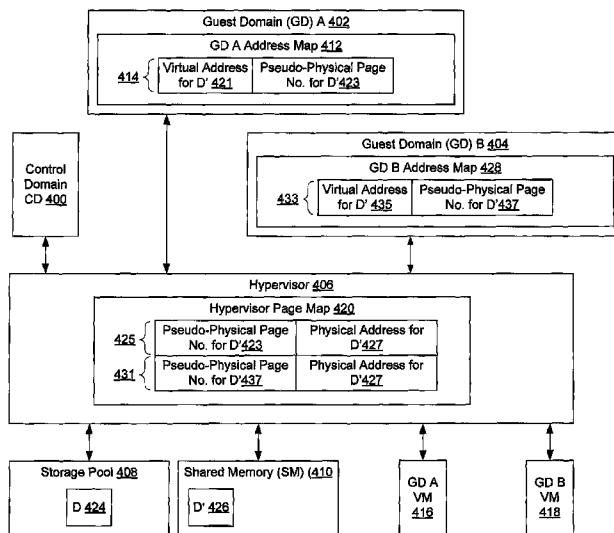 Guest Domain (GD) A 402
GD A Address Map 412
414
Virtual Address
for D' 421
Pseudo-Physical Page
No. for D'423
Control
Domain
CD 400
Guest Domain (GD) B 404
GD B Address Map 428
433
Virtual Address
for D' 435
Pseudo-Physical Page
No. for D'437
Hypervisor 406
Hypervisor Page Map 420
425
Pseudo-Physical Page
No. for D'423
Physical Address for
D'427
431
Pseudo-Physical Page
No. for D'437
Physical Address for
D'427
Storage Pool 408
D 424
Shared Memory (SM) (410
D' 426
GD A
VM
416
GD B
VM
418